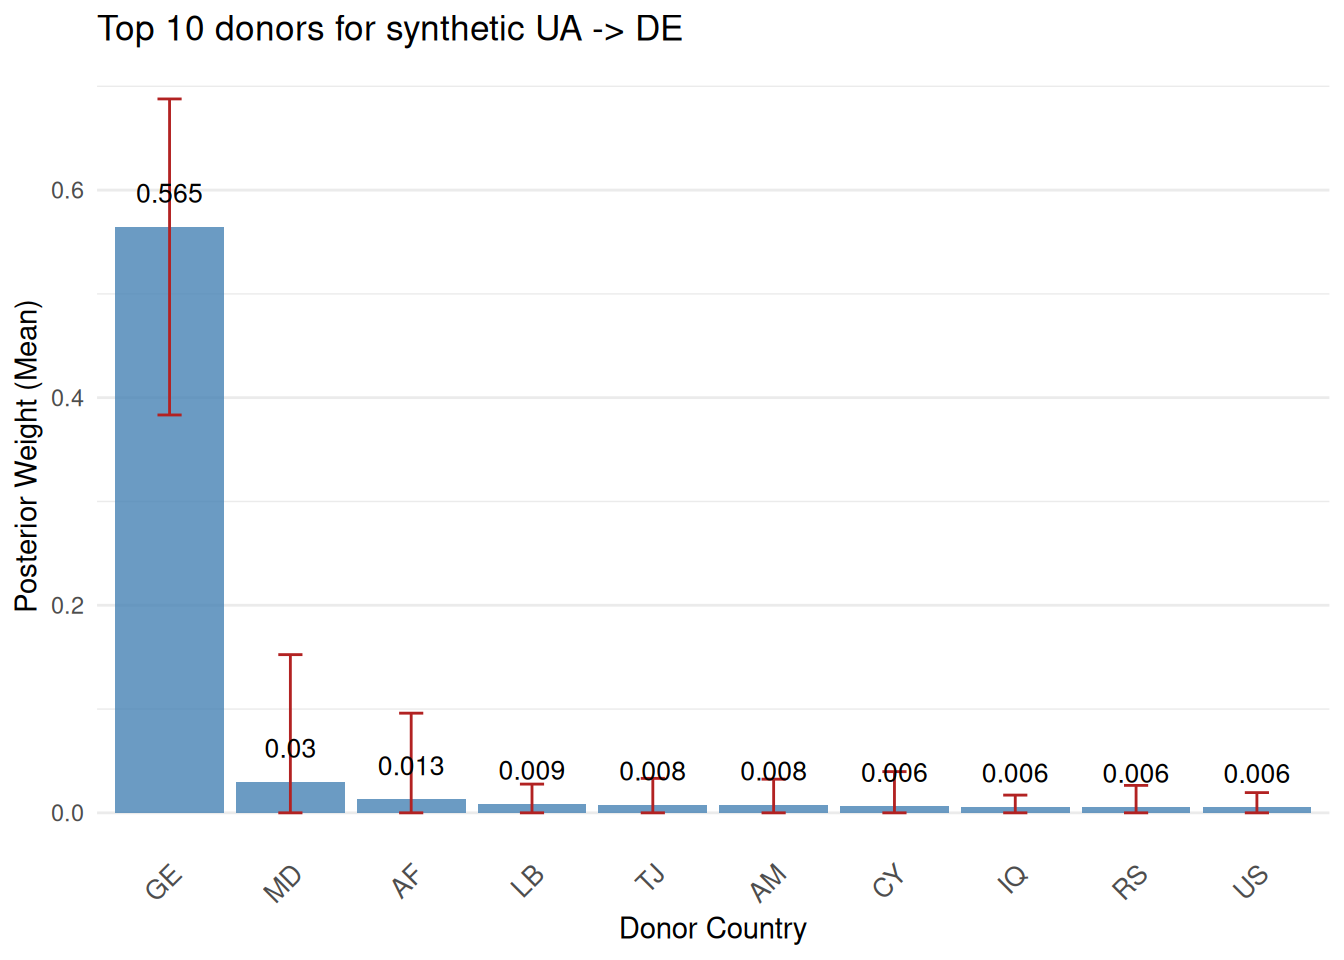 Top 10 donors for synthetic UA -> DE
Posterior Weight (Mean)
0.6
0.4
0.2
0.0
0.565
0.03
0.013
0.009
0.008
0.008
0.006
0.006
0.006
0.006
GE
MD
AF
LB
TJ
AM
CY
IQ
RS
US
Donor Country